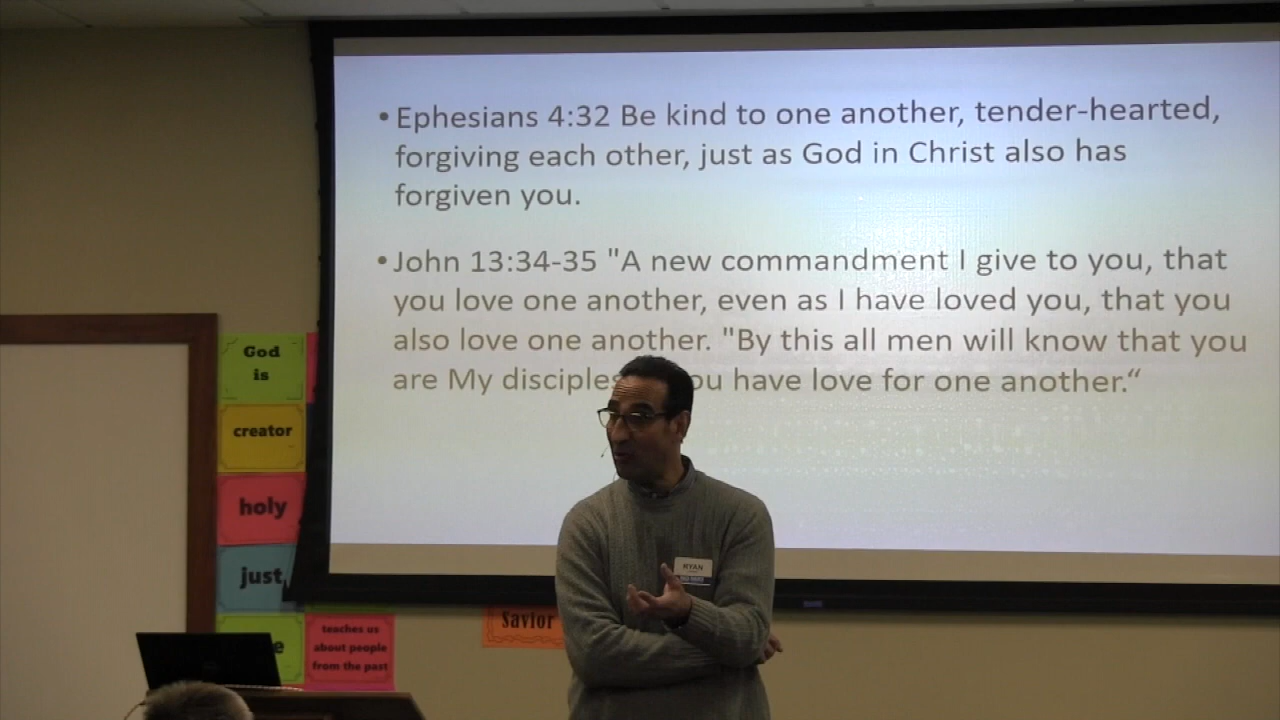 • Ephesians 4:32 Be kind to one another, tender-hearted,
forgiving each other, just as God in Christ also has
forgiven you.
• John 13:34-35 "A new commandment I give to you, that
you love one another, even as I have loved you, that you
also love one another. "By this all men will know that you
are My disciples ou have love for one another.“
God
is
creator
holy
just,
e
teaches us
about people
from the past
Savior
RYAN